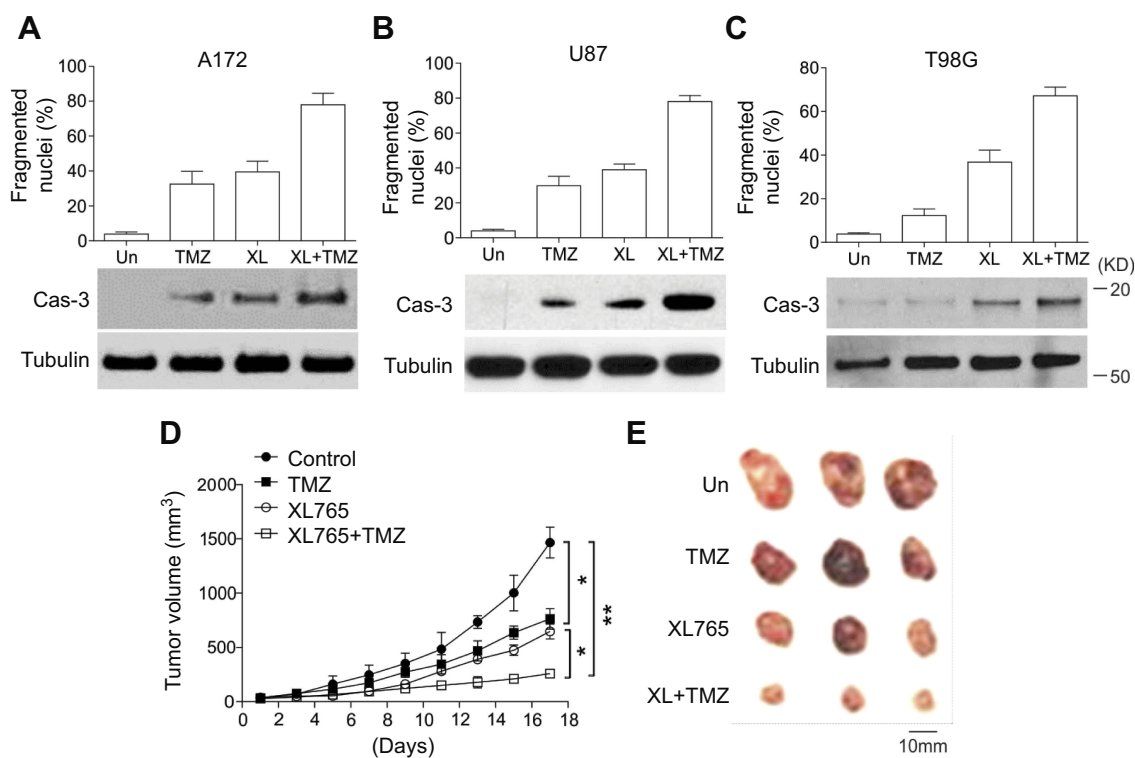 A
A172
Fragmented
nuclei (%)
100
80
60
40
20
0
Un TMZ XL XL+TMZ
Cas-3
Tubulin
B
U87
Fragmented
nuclei (%)
100
80
60
40
20
0
Un TMZ XL XL+TMZ
Cas-3
Tubulin
C
T98G
Fragmented
nuclei (%)
80
60
40
20
0
Un TMZ XL XL+TMZ
(KD)
Cas-3
20
Tubulin
50
D
Control
TMZ
XL765
XL765+TMZ
Tumor volume (mm³)
2000
1500
1000
500
0
0 2 4 6 8 10 12 14 16 18
(Days)
*
*
**
E
Un
TMZ
XL765
XL+TMZ
10mm